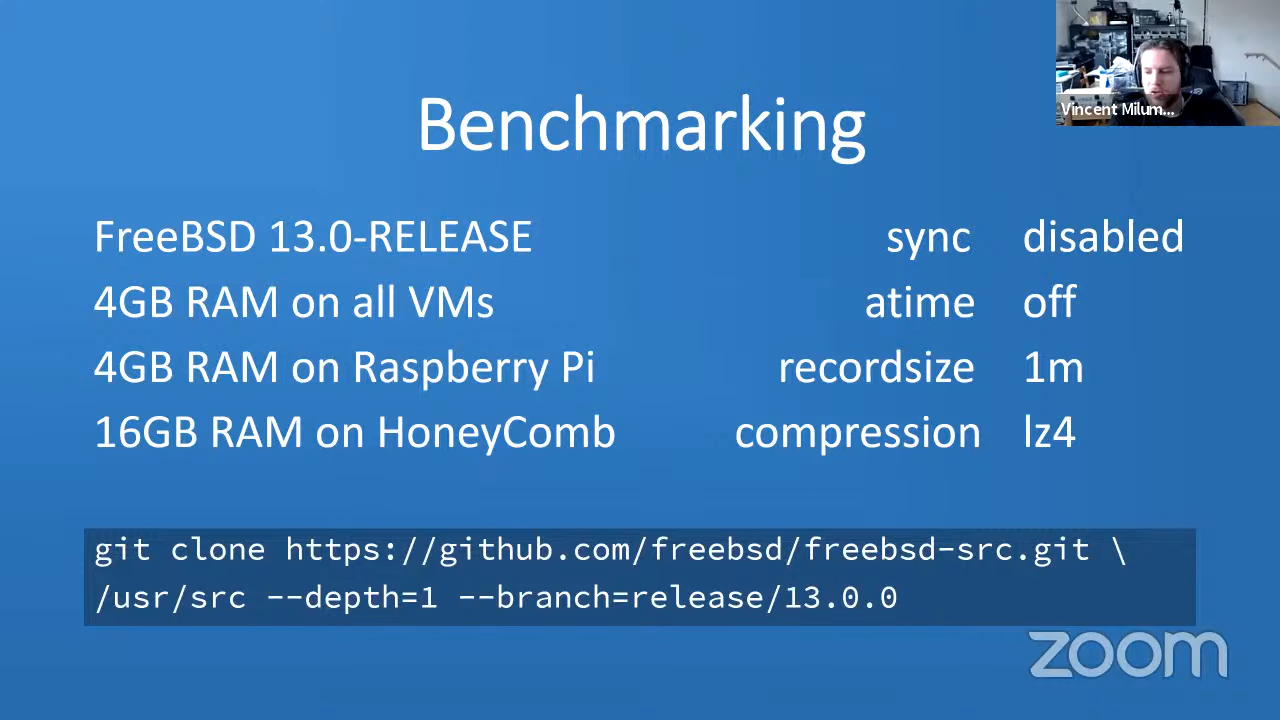 Vincent Milum...
Benchmarking
FreeBSD 13.0-RELEASE
4GB RAM on all VMs
4GB RAM on Raspberry Pi
16GB RAM on HoneyComb
sync disabled
atime off
recordsize 1m
compression lz4
git clone https://github.com/freebsd/freebsd-src.git \
/usr/src --depth=1 --branch=release/13.0.0
zoom